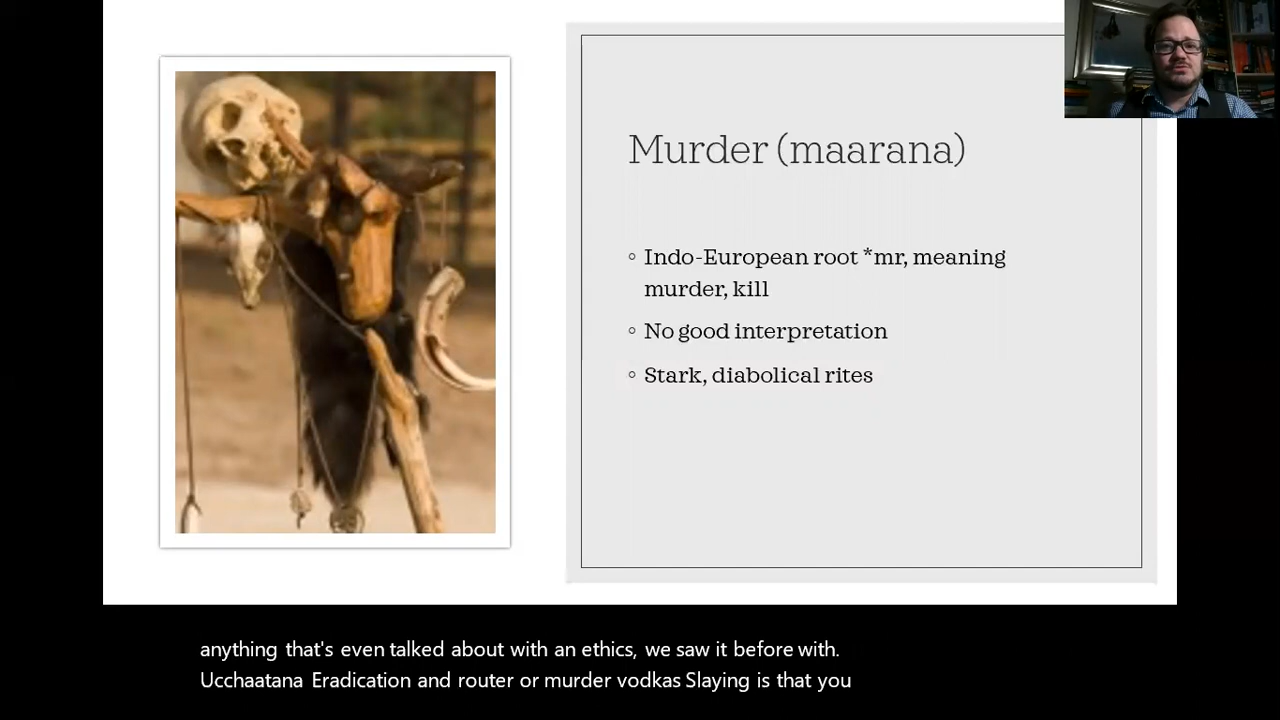 Murder (maarana)
◦ Indo-European root *mr, meaning
murder, kill
◦ No good interpretation
◦ Stark, diabolical rites
anything that's even talked about with an ethics, we saw it before with.
Ucchaatana Eradication and router or murder vodkas Slaying is that you